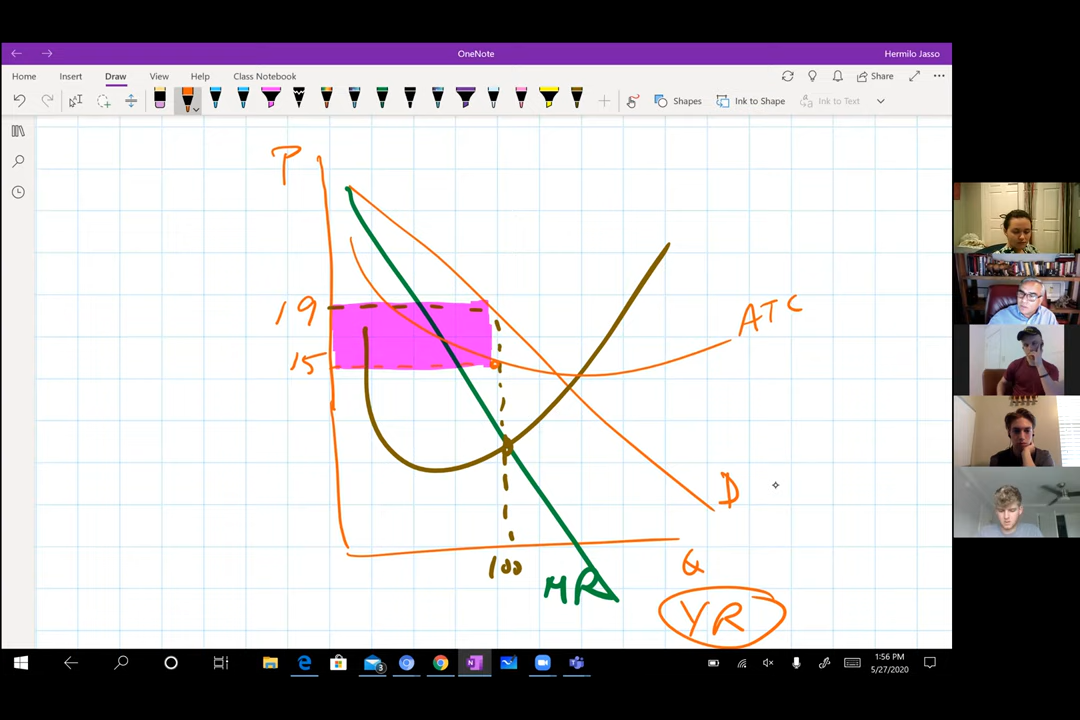 OneNote
Hermilo Jasso
Home Insert Draw View Help Class Notebook
Share
Shapes Ink to Shape Ink to Text
P
19
15
ATC
D
100
MR
Q
YR
3
1:56 PM
5/27/2020